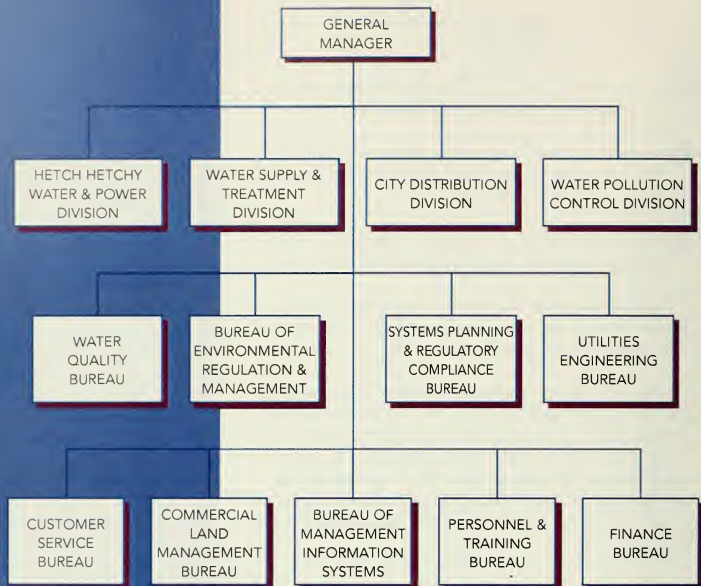 GENERAL
MANAGER
HETCH HETCHY
WATER & POWER
DIVISION
WATER SUPPLY &
TREATMENT
DIVISION
CITY DISTRIBUTION
DIVISION
WATER POLLUTION
CONTROL DIVISION
WATER
QUALITY
BUREAU
BUREAU OF
ENVIRONMENTAL
REGULATION &
MANAGEMENT
SYSTEMS PLANNING
& REGULATORY
COMPLIANCE
BUREAU
UTILITIES
ENGINEERING
BUREAU
CUSTOMER
SERVICE
BUREAU
COMMERCIAL
LAND
MANAGEMENT
BUREAU
BUREAU OF
MANAGEMENT
INFORMATION
SYSTEMS
PERSONNEL &
TRAINING
BUREAU
FINANCE
BUREAU